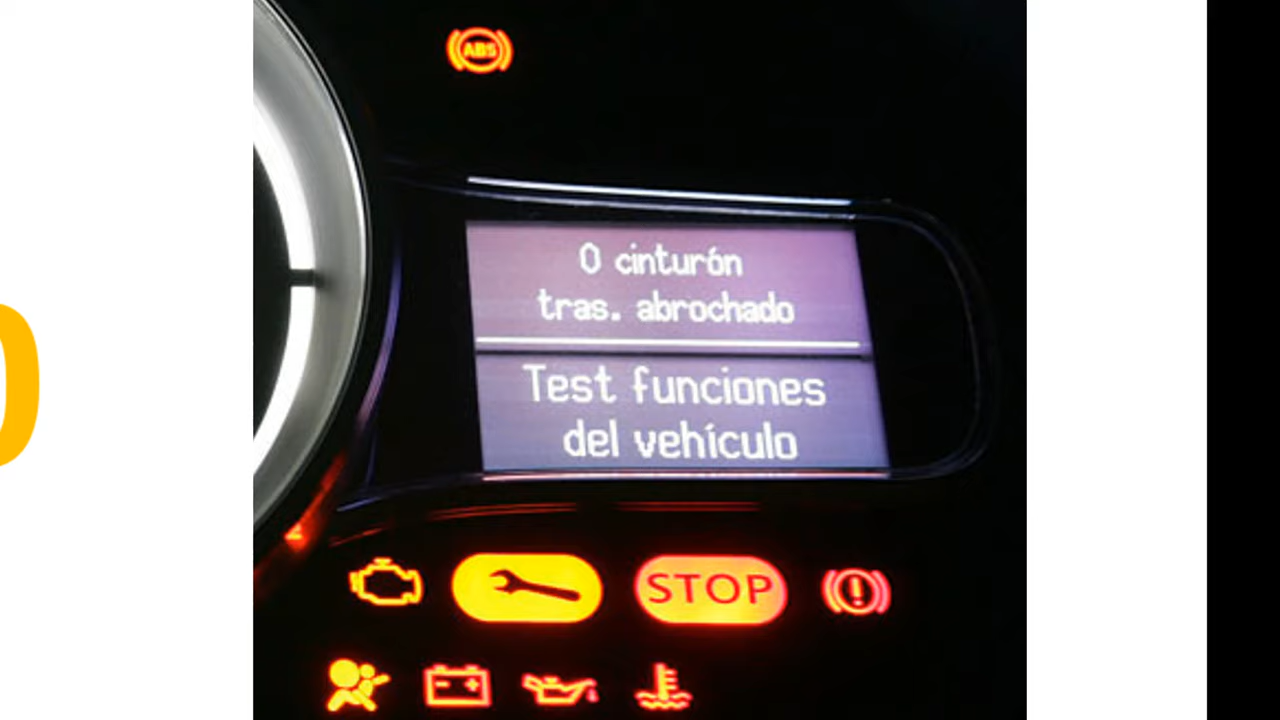 ABS
0 cinturón
tras. abrochado
Test funciones
del vehículo
STOP